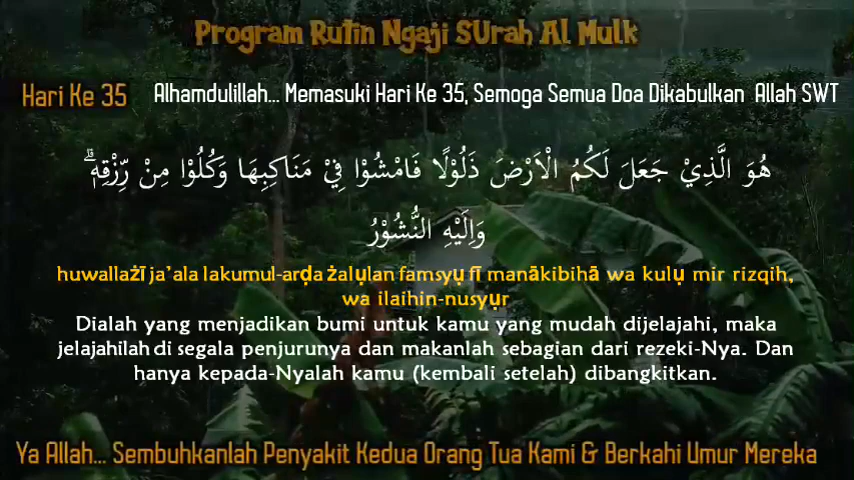 Program Rutin Ngaji SUrah Al Mulk
Hari Ke 35
Alhamdulillah... Memasuki Hari Ke 35, Semoga Semua Doa Dikabulkan Allah SWT
هُوَ الَّذِيْ جَعَلَ لَكُمُ الْاَرْضَ ذَلُوْلًا فَامْشُوْا فِيْ مَنَاكِبِهَا وَكُلُوْا مِنْ رِّزْقِهٖۗ
وَاِلَيْهِ النُّشُوْرُ
huwallażī ja'ala lakumul-arḍa żalụlan famsyụ fī manākibihā wa kulụ mir rizqih,
wa ilaihin-nusyụr
Dialah yang menjadikan bumi untuk kamu yang mudah dijelajahi, maka
jelajahilah di segala penjurunya dan makanlah sebagian dari rezeki-Nya. Dan
hanya kepada-Nyalah kamu (kembali setelah) dibangkitkan.
Ya Allah... Sembuhkanlah Penyakit Kedua Orang Tua Kami & Berkahi Umur Mereka